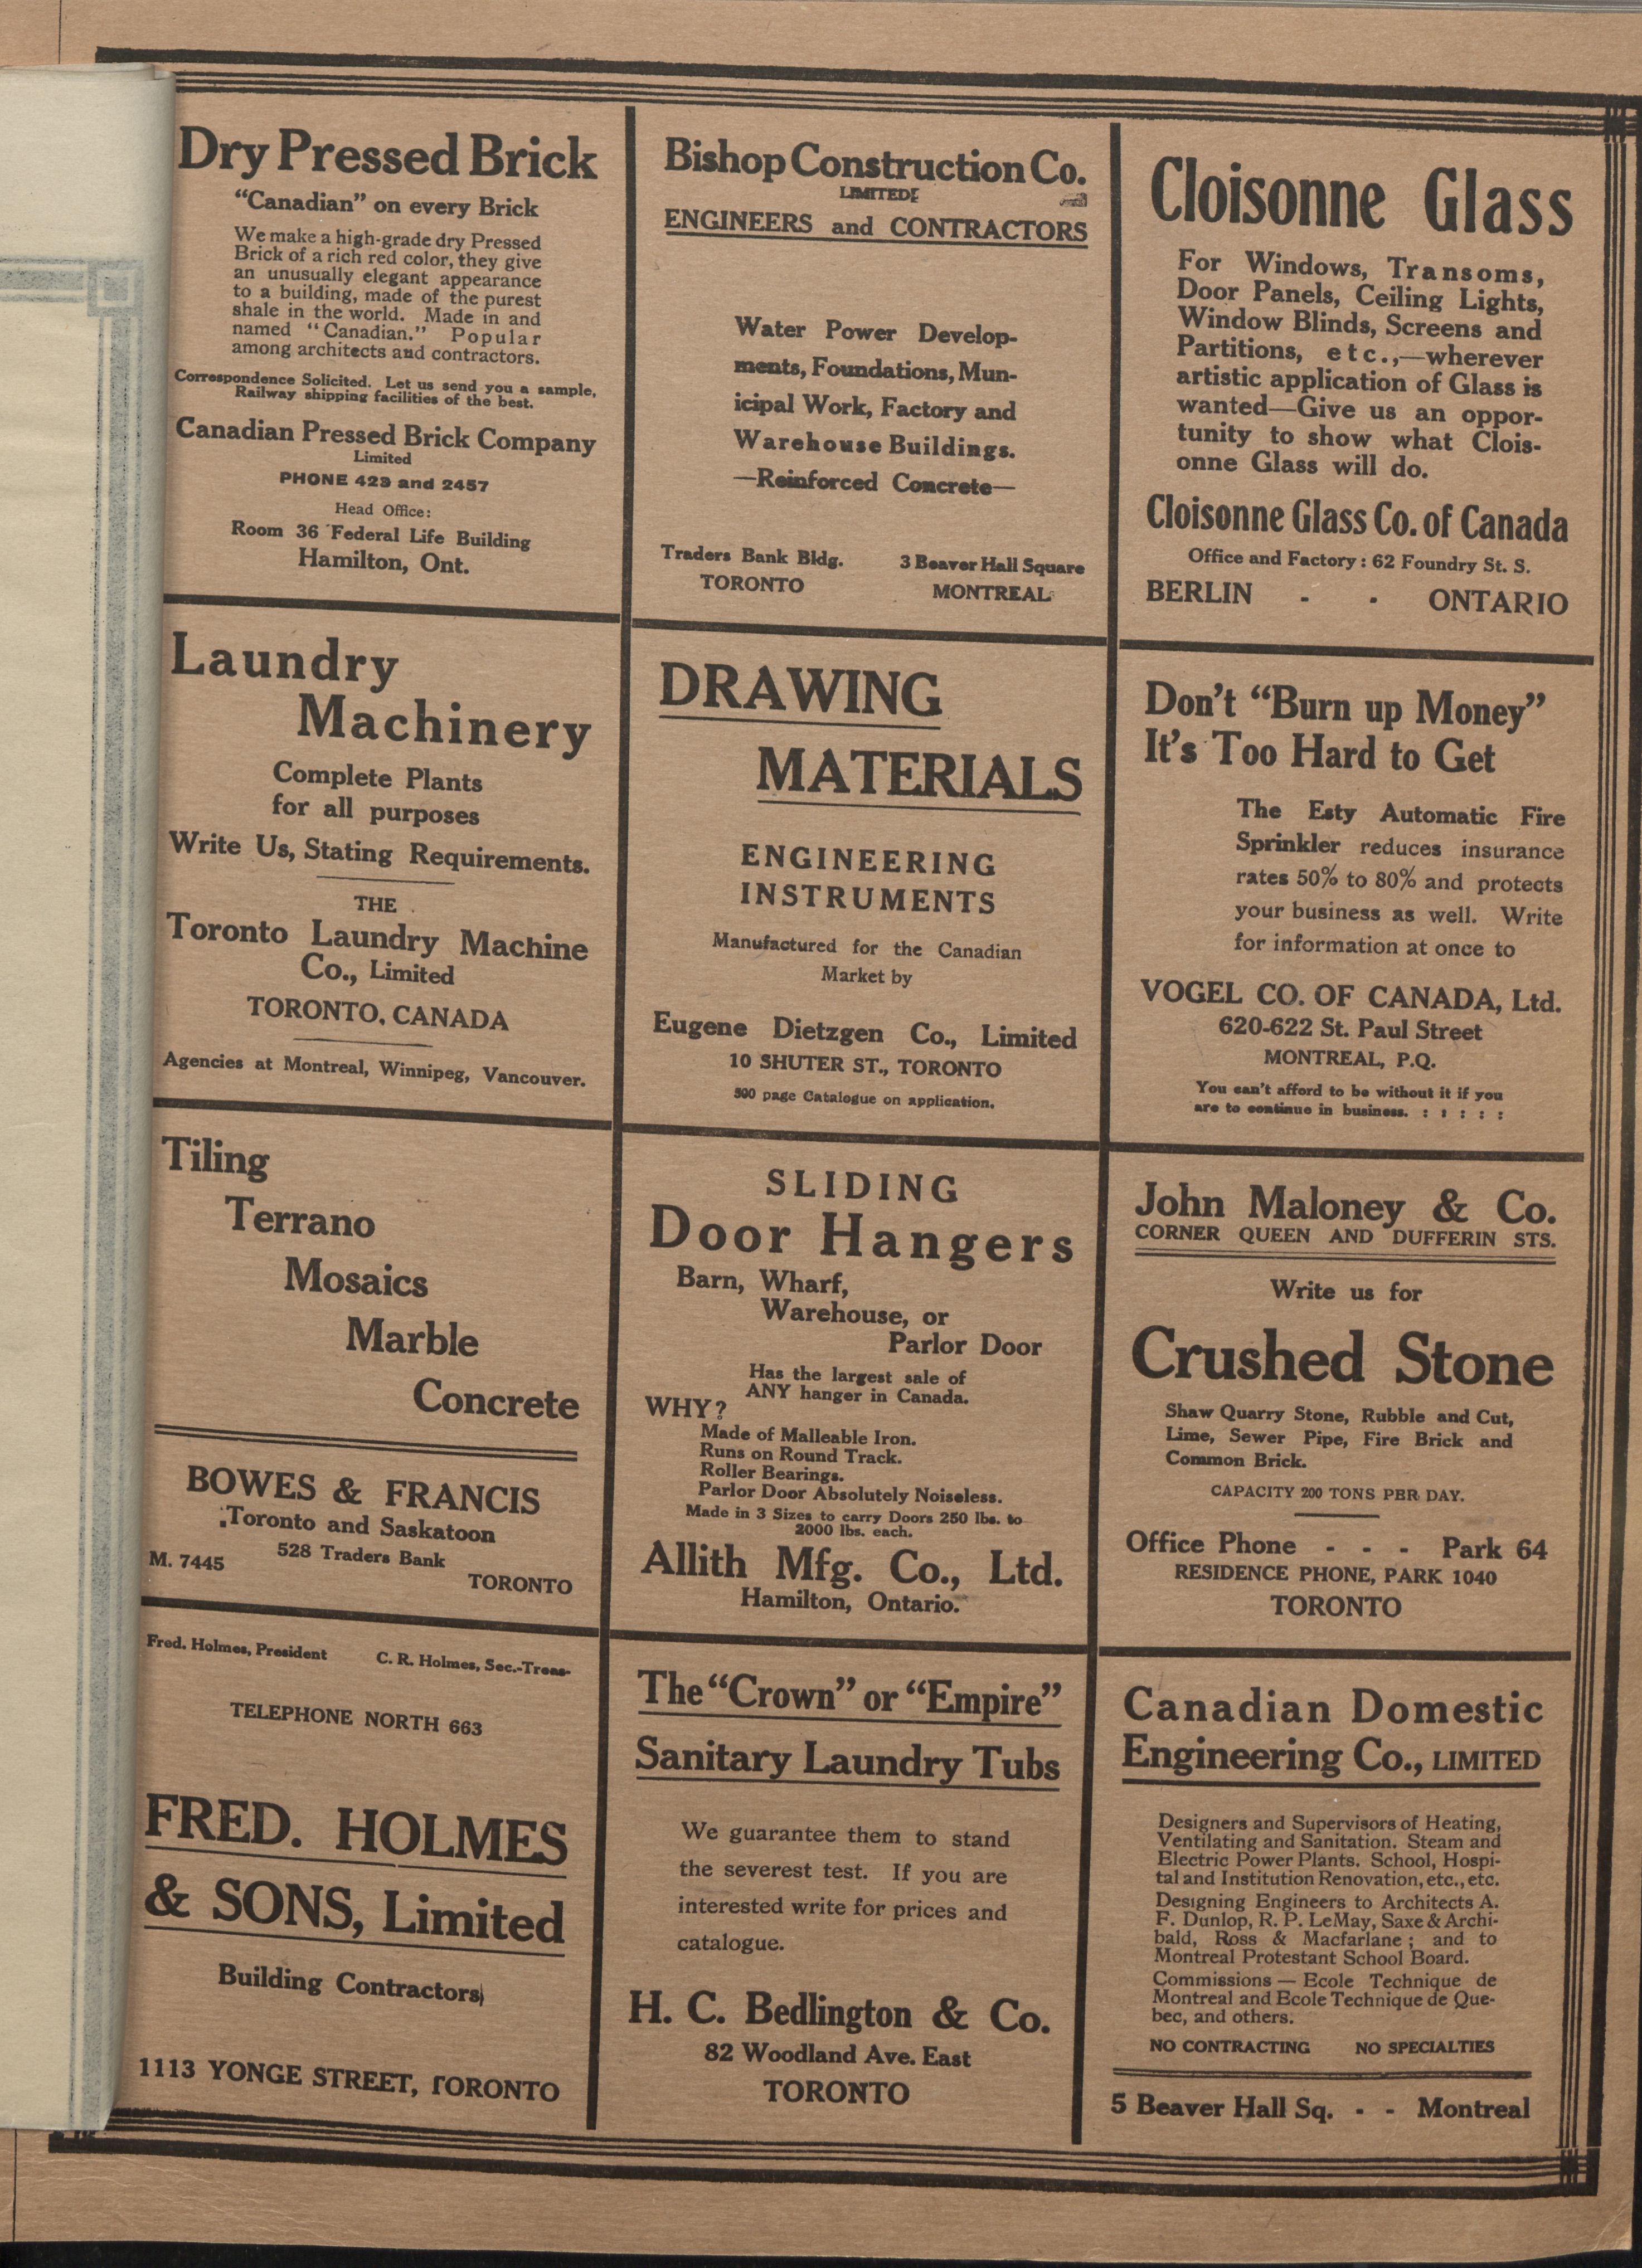 Dry Pressed Brick
"Canadian" on every Brick
We make a high-grade dry Pressed
Brick of a rich red color, they give
an unusually elegant appearance
to a building, made of the purest
shale in the world. Made in and
named "Canadian." Popular
among architects and contractors.
Correspondence Solicited. Let us send you a sample,
Railway shipping facilities of the best.
Canadian Pressed Brick Company
Limited
PHONE 423 and 2457
Head Office:
Room 36 Federal Life Building
Hamilton, Ont.
Bishop Construction Co.
LIMITED
ENGINEERS and CONTRACTORS
Water Power Develop-
ments, Foundations, Mun-
icipal Work, Factory and
Warehouse Buildings.
—Reinforced Concrete—
Traders Bank Bldg. 3 Beaver Hall Square
TORONTO MONTREAL
Cloisonne Glass
For Windows, Transoms,
Door Panels, Ceiling Lights,
Window Blinds, Screens and
Partitions, etc.,—wherever
artistic application of Glass is
wanted—Give us an oppor-
tunity to show what Clois-
onne Glass will do.
Cloisonne Glass Co. of Canada
Office and Factory: 62 Foundry St. S.
BERLIN - - ONTARIO
Laundry
Machinery
Complete Plants
for all purposes
Write Us, Stating Requirements.
THE
Toronto Laundry Machine
Co., Limited
TORONTO, CANADA
Agencies at Montreal, Winnipeg, Vancouver.
DRAWING
MATERIALS
ENGINEERING
INSTRUMENTS
Manufactured for the Canadian
Market by
Eugene Dietzgen Co., Limited
10 SHUTER ST., TORONTO
500 page Catalogue on application.
Don't "Burn up Money"
It's Too Hard to Get
The Esty Automatic Fire
Sprinkler reduces insurance
rates 50% to 80% and protects
your business as well. Write
for information at once to
VOGEL CO. OF CANADA, Ltd.
620-622 St. Paul Street
MONTREAL, P.Q.
You can't afford to be without it if you
are to continue in business. : : : : :
Tiling
Terrano
Mosaics
Marble
Concrete
BOWES & FRANCIS
Toronto and Saskatoon
M. 7445 528 Traders Bank
TORONTO
SLIDING
Door Hangers
Barn, Wharf,
Warehouse, or
Parlor Door
Has the largest sale of
ANY hanger in Canada.
WHY?
Made of Malleable Iron.
Runs on Round Track.
Roller Bearings.
Parlor Door Absolutely Noiseless.
Made in 3 Sizes to carry Doors 250 lbs. to
2000 lbs. each.
Allith Mfg. Co., Ltd.
Hamilton, Ontario.
John Maloney & Co.
CORNER QUEEN AND DUFFERIN STS.
Write us for
Crushed Stone
Shaw Quarry Stone, Rubble and Cut,
Lime, Sewer Pipe, Fire Brick and
Common Brick.
CAPACITY 200 TONS PER DAY.
Office Phone - - - Park 64
RESIDENCE PHONE, PARK 1040
TORONTO
Fred. Holmes, President C. R. Holmes, Sec.-Treas-
TELEPHONE NORTH 663
FRED. HOLMES
& SONS, Limited
Building Contractors
1113 YONGE STREET, TORONTO
The "Crown" or "Empire"
Sanitary Laundry Tubs
We guarantee them to stand
the severest test. If you are
interested write for prices and
catalogue.
H. C. Bedlington & Co.
82 Woodland Ave. East
TORONTO
Canadian Domestic
Engineering Co., LIMITED
Designers and Supervisors of Heating,
Ventilating and Sanitation. Steam and
Electric Power Plants. School, Hospi-
tal and Institution Renovation, etc., etc.
Designing Engineers to Architects A.
F. Dunlop, R. P. LeMay, Saxe & Archi-
bald, Ross & Macfarlane; and to
Montreal Protestant School Board.
Commissions — Ecole Technique de
Montreal and Ecole Technique de Que-
bec, and others.
NO CONTRACTING NO SPECIALTIES
5 Beaver Hall Sq. - - Montreal